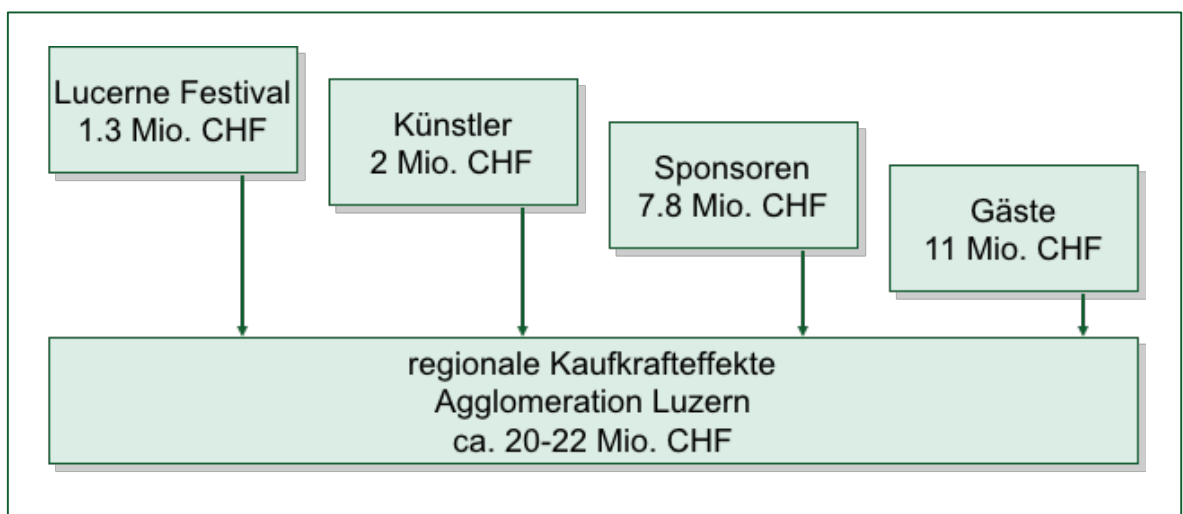 Lucerne Festival
1.3 Mio. CHF
Künstler
2 Mio. CHF
Sponsoren
7.8 Mio. CHF
Gäste
11 Mio. CHF
regionale Kaufkrafteffekte
Agglomeration Luzern
ca. 20-22 Mio. CHF